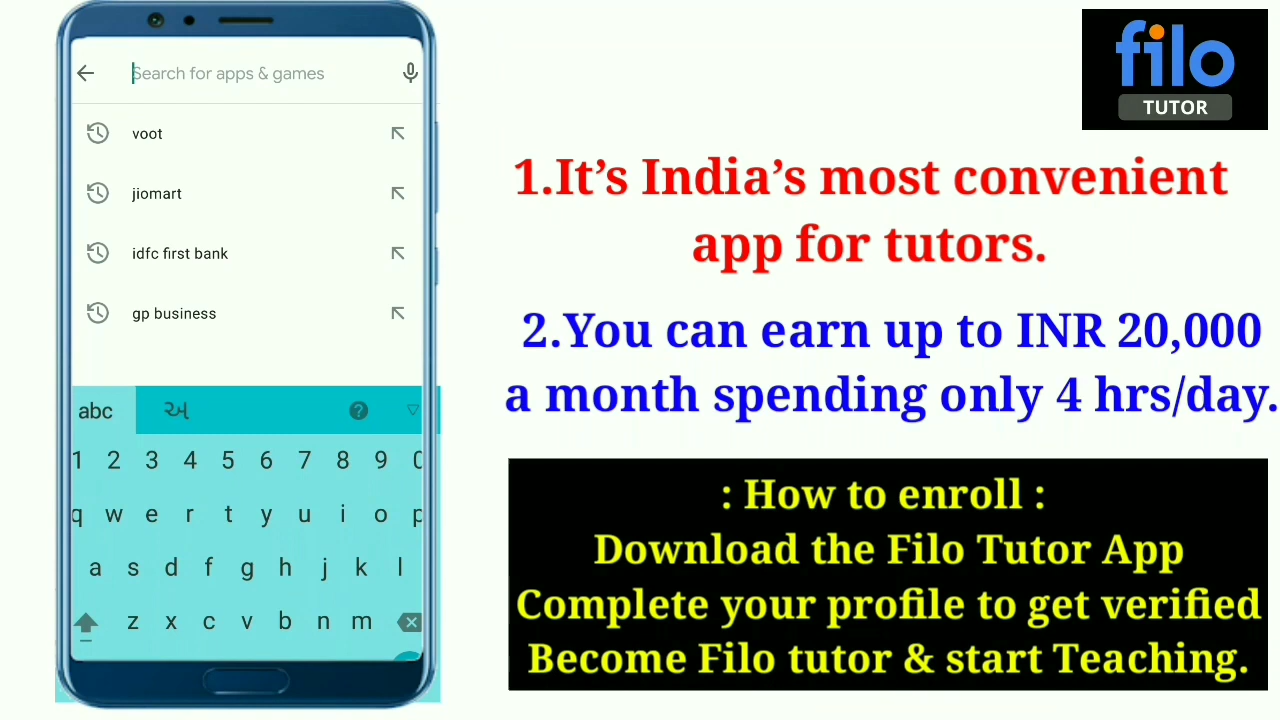 Search for apps & games
voot
jiomart
idfc first bank
gp business
abc અ ?
1 2 3 4 5 6 7 8 9 0
q w e r t y u i o p
a s d f g h j k l
z x c v b n m
filo
TUTOR
1.It’s India’s most convenient
app for tutors.
2.You can earn up to INR 20,000
a month spending only 4 hrs/day.
: How to enroll :
Download the Filo Tutor App
Complete your profile to get verified
Become Filo tutor & start Teaching.